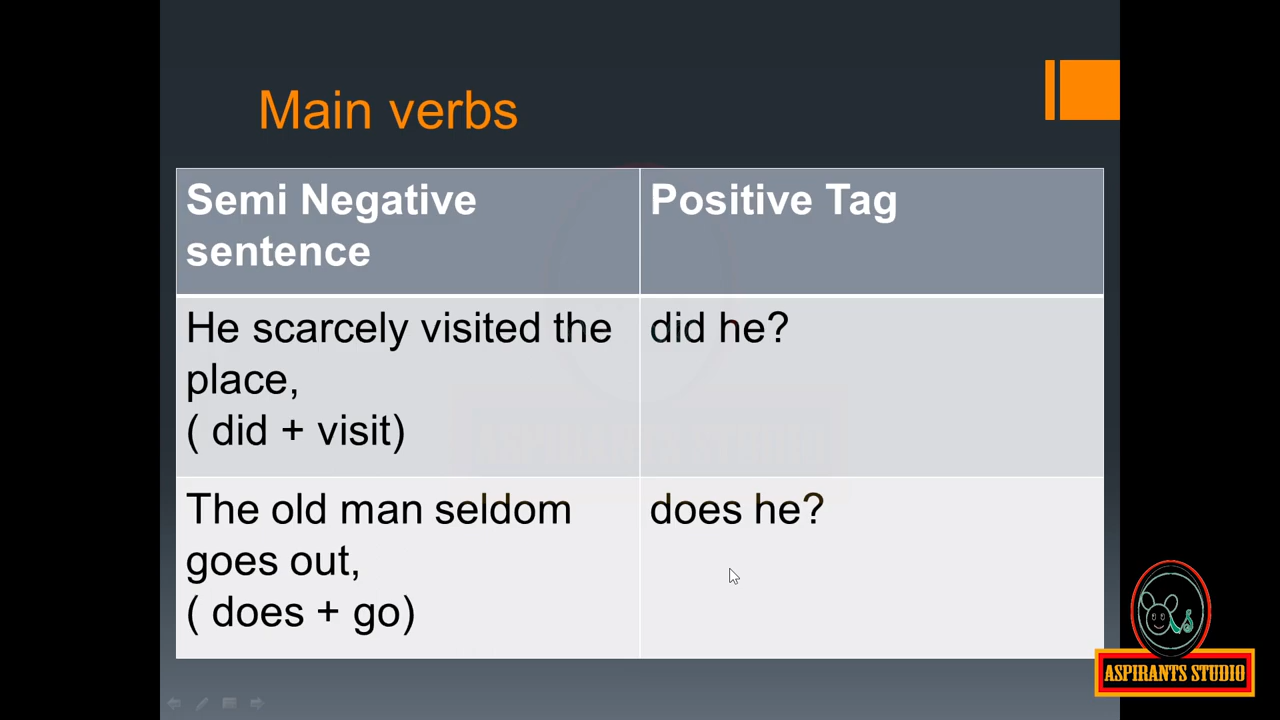 Main verbs
Semi Negative
sentence
Positive Tag
He scarcely visited the
place,
( did + visit)
did he?
The old man seldom
goes out,
( does + go)
does he?
ASPIRANTS STUDIO